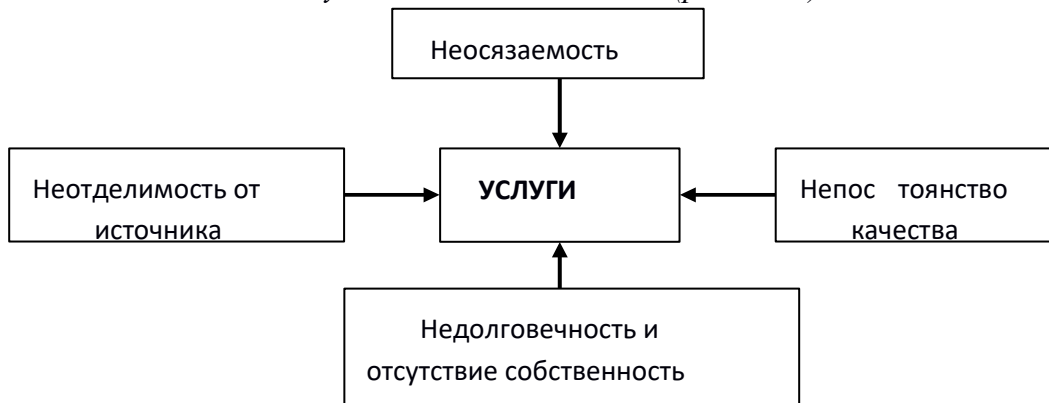 Неосязаемость
Неотделимость от
источника
УСЛУГИ
Непос тоянство
качества
Недолговечность и
отсутствие собственность